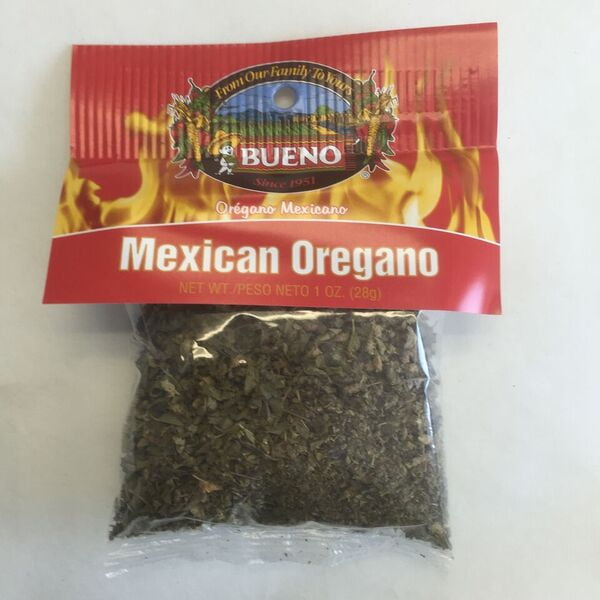 From Our Family To Yours
BUENO
Since 1951
Orégano Mexicano
Mexican Oregano
NET WT./PESO NETO 1 OZ. (28g)